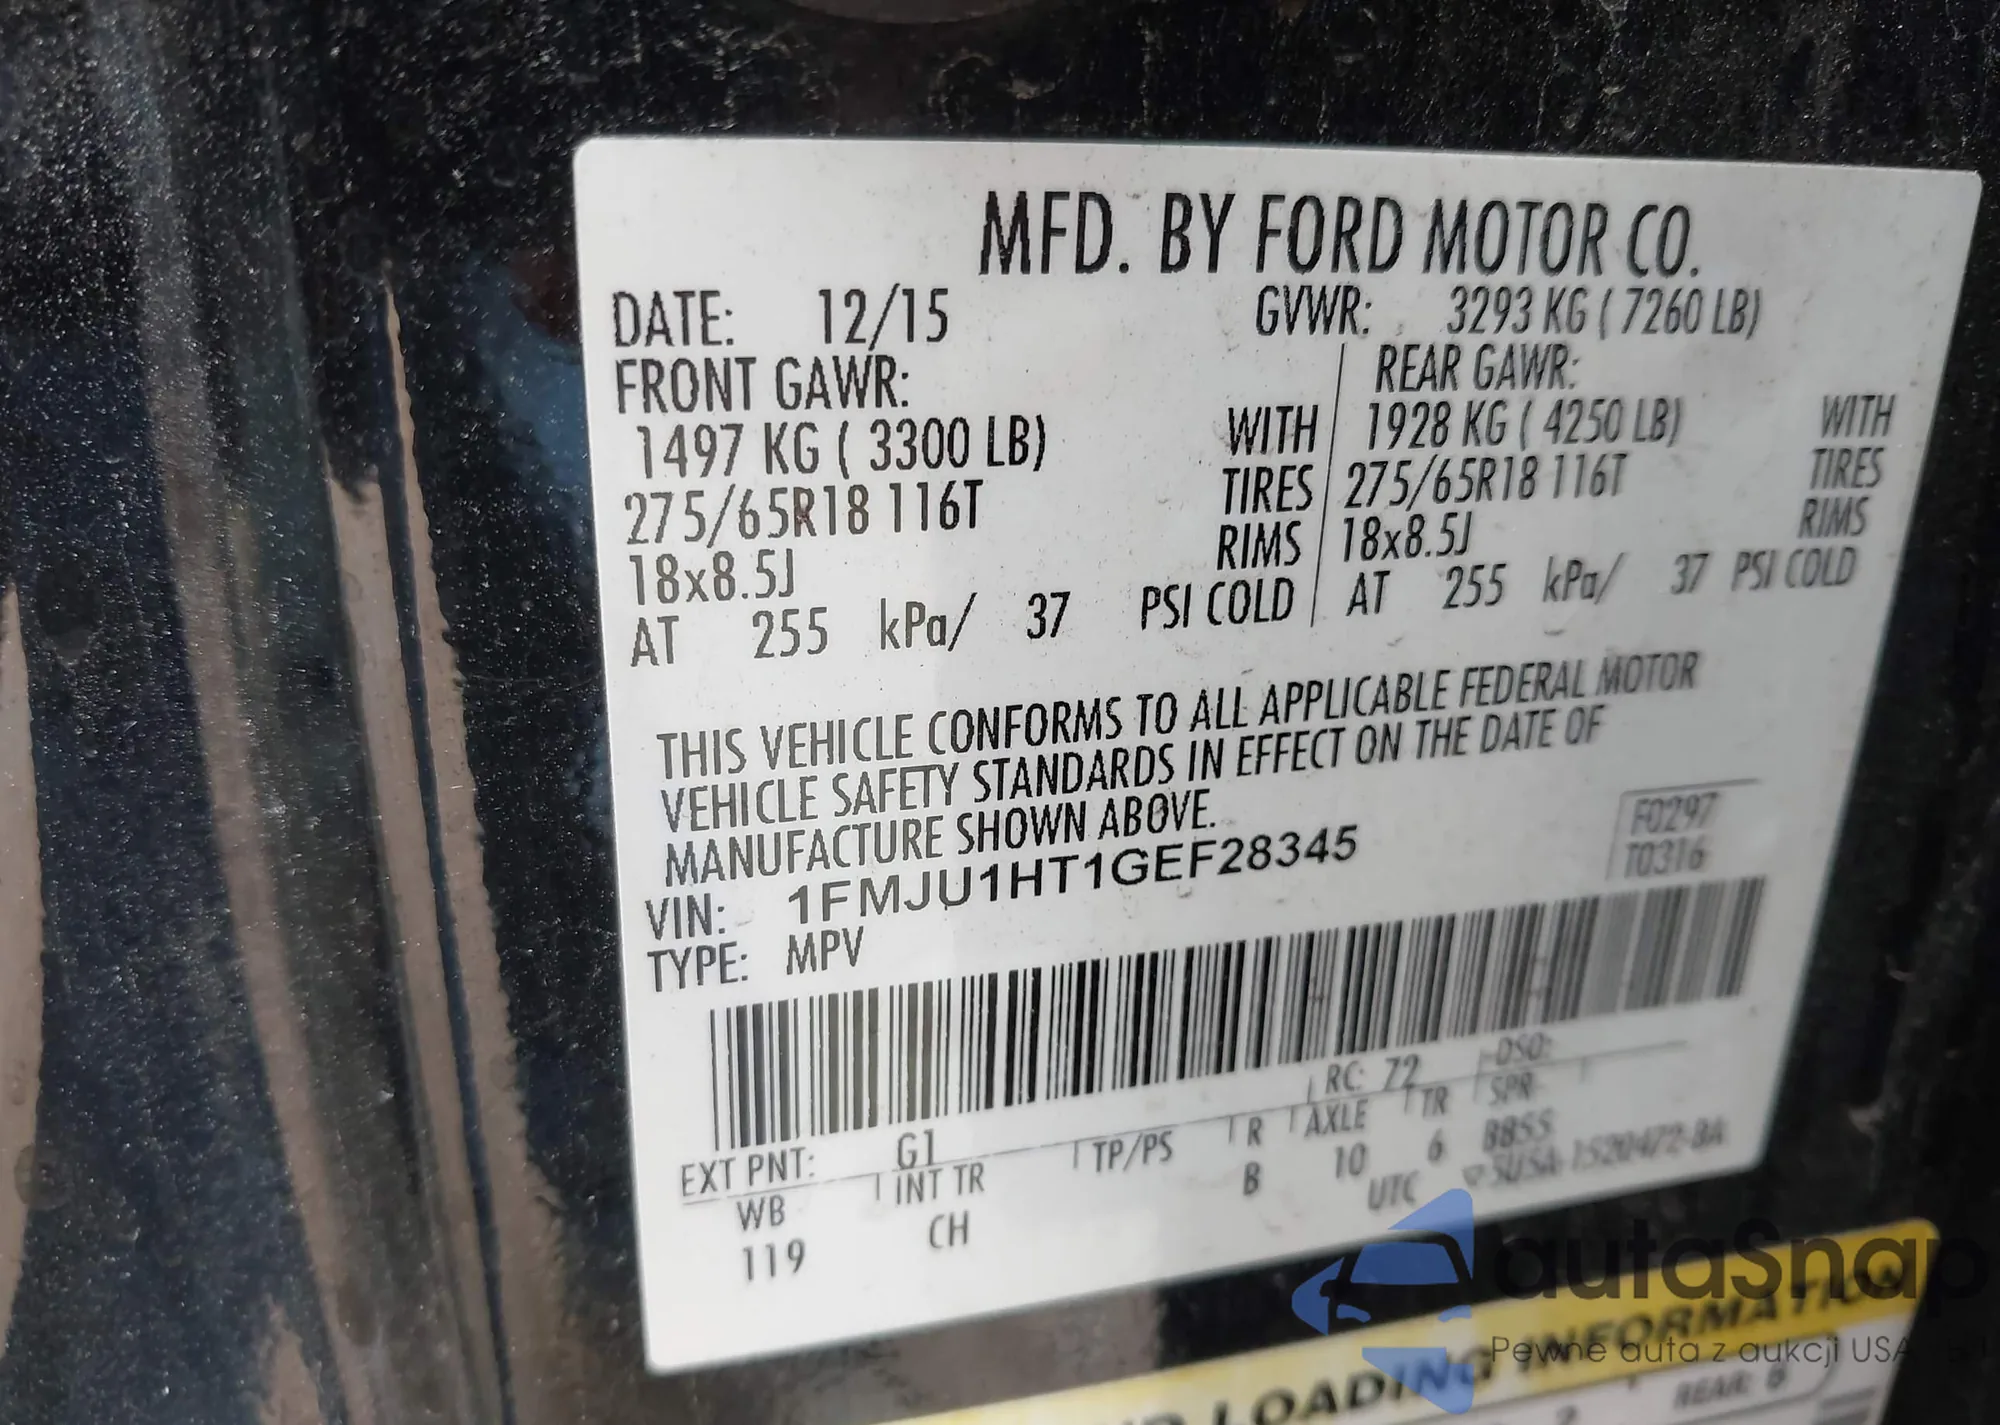 MFD. BY FORD MOTOR CO.
DATE: 12/15 GVWR: 3293 KG ( 7260 LB)
FRONT GAWR: REAR GAWR:
1497 KG ( 3300 LB) WITH 1928 KG ( 4250 LB) WITH
275/65R18 116T TIRES 275/65R18 116T TIRES
18x8.5J RIMS 18x8.5J RIMS
AT 255 kPa/ 37 PSI COLD AT 255 kPa/ 37 PSI COLD
THIS VEHICLE CONFORMS TO ALL APPLICABLE FEDERAL MOTOR
VEHICLE SAFETY STANDARDS IN EFFECT ON THE DATE OF
MANUFACTURE SHOWN ABOVE.
F0297
T0316
VIN: 1FMJU1HT1GEF28345
TYPE: MPV
RC: 72 DSO:
EXT PNT: G1
WB INT TR TP/PS R AXLE TR SPR
119 CH B 10 6 BBSS
UTC
autaSnap
Pewne auta z aukcji USA
LOADING INFORMATION
REAR: